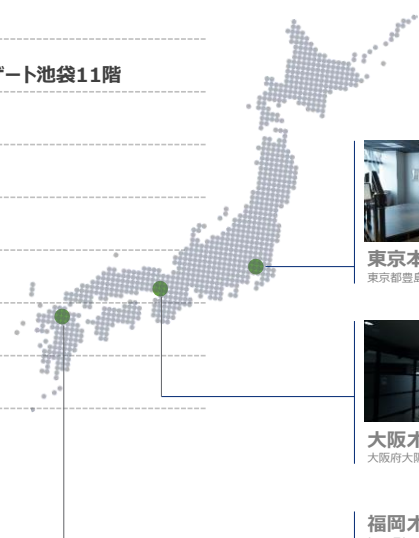 ゲート池袋11階
東京本
東京都豊島
大阪オ
大阪府大阪
福岡オ